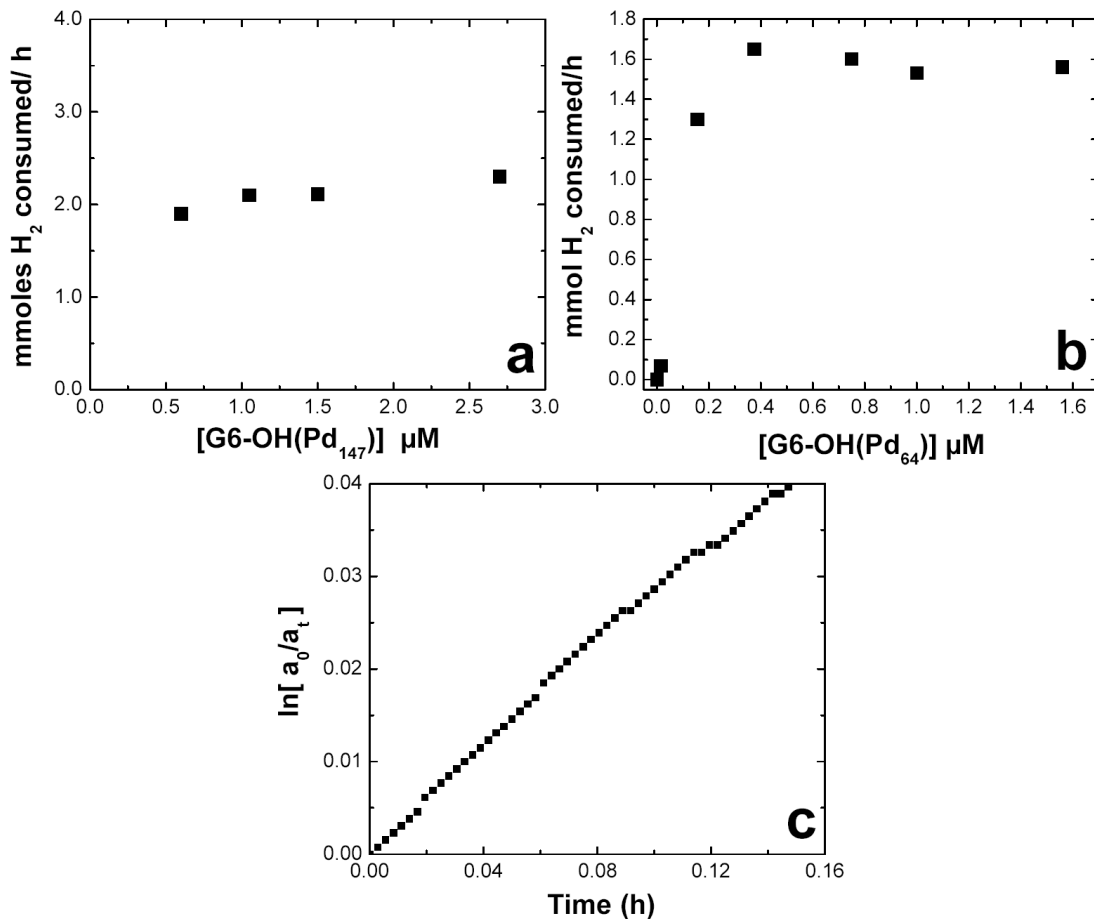 mmoles H₂ consumed/ h
4.0
3.0
2.0
1.0
0.0
0.0 0.5 1.0 1.5 2.0 2.5 3.0
[G6-OH(Pd₁₄₇)] µM
a
mmol H₂ consumed/h
1.8
1.6
1.4
1.2
1.0
0.8
0.6
0.4
0.2
0.0
0.0 0.2 0.4 0.6 0.8 1.0 1.2 1.4 1.6
[G6-OH(Pd₆₄)] µM
b
ln[ a₀/aₜ]
0.04
0.03
0.02
0.01
0.00
0.00 0.04 0.08 0.12 0.16
Time (h)
c